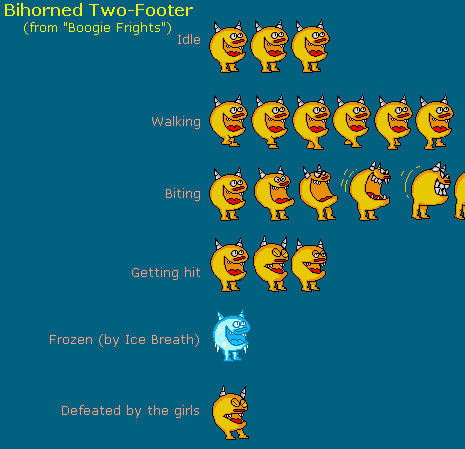 Bihorned Two-Footer
(from "Boogie Frights")
Idle
Walking
Biting
Getting hit
Frozen (by Ice Breath)
Defeated by the girls